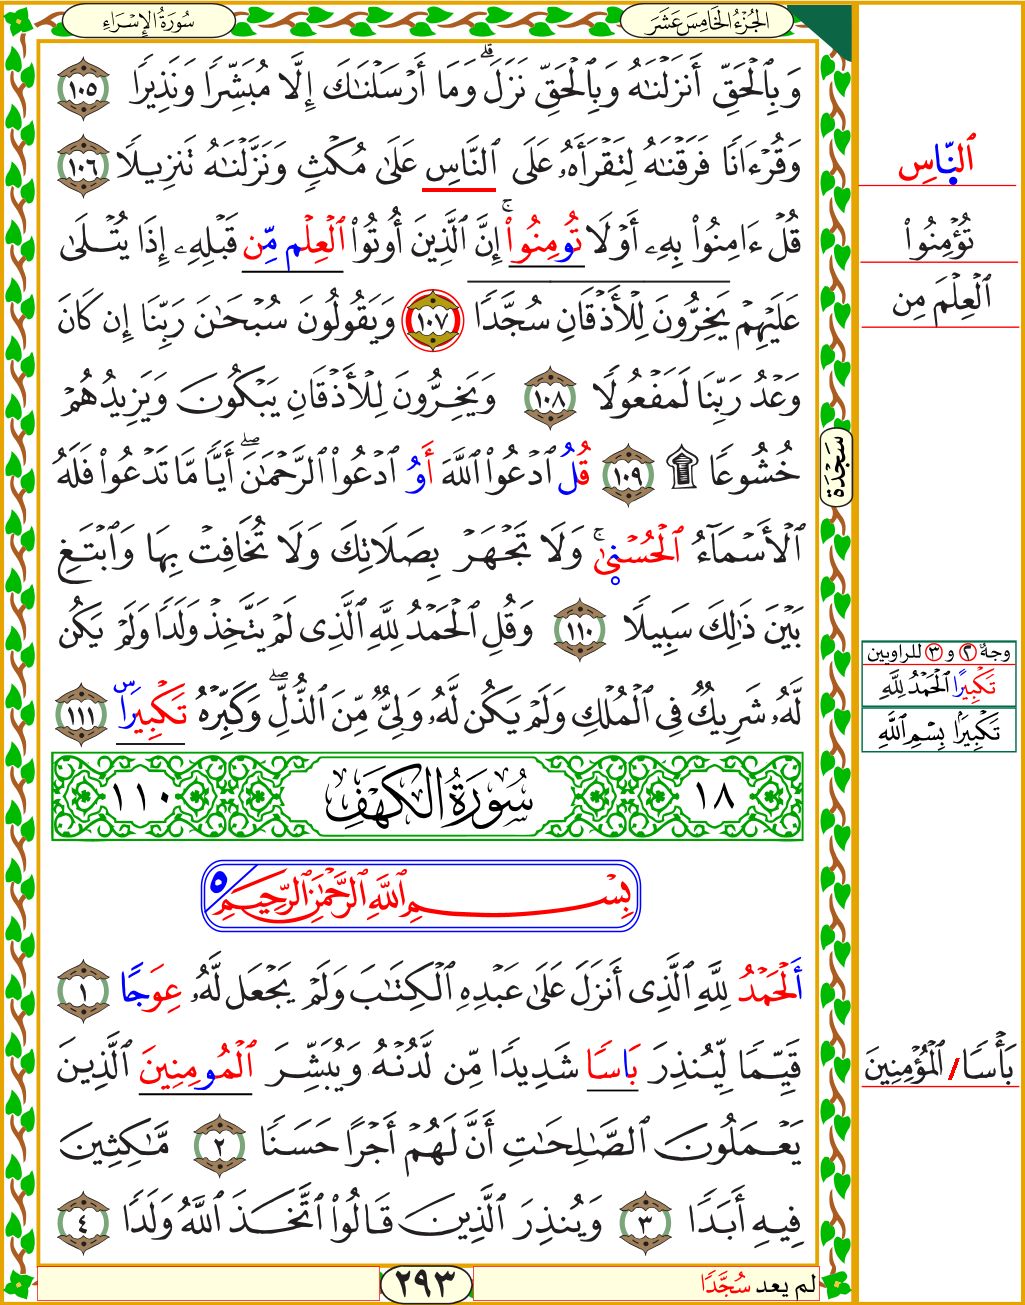 الجُزْءُ الخَامِسَ عَشَرَ
سُورَةُ الإِسْرَاءِ
وَبِٱلۡحَقِّ أَنزَلۡنَٰهُ وَبِٱلۡحَقِّ نَزَلَۗ وَمَآ أَرۡسَلۡنَٰكَ إِلَّا مُبَشِّرٗا وَنَذِيرٗا ١٠٥
وَقُرۡءَانٗا فَرَقۡنَٰهُ لِتَقۡرَأَهُۥ عَلَى ٱلنَّاسِ عَلَىٰ مُكۡثٖ وَنَزَّلۡنَٰهُ تَنزِيلٗا ١٠٦
قُلۡ ءَامِنُواْ بِهِۦٓ أَوۡ لَا تُومِنُوٓاْۚ إِنَّ ٱلَّذِينَ أُوتُواْ ٱلۡعِلۡم مِّن قَبۡلِهِۦٓ إِذَا يُتۡلَىٰ
عَلَيۡهِمۡ يَخِرُّونَ لِلۡأَذۡقَانِ سُجَّدٗا ١٠٧ وَيَقُولُونَ سُبۡحَٰنَ رَبِّنَآ إِن كَانَ
وَعۡدُ رَبِّنَا لَمَفۡعُولٗا ١٠٨ وَيَخِرُّونَ لِلۡأَذۡقَانِ يَبۡكُونَ وَيَزِيدُهُمۡ
خُشُوعٗا ۩ ١٠٩ قُلُ ٱدۡعُواْ ٱللَّهَ أَوُ ٱدۡعُواْ ٱلرَّحۡمَٰنَۖ أَيّٗا مَّا تَدۡعُواْ فَلَهُ
ٱلۡأَسۡمَآءُ ٱلۡحُسۡنىٰۚ وَلَا تَجۡهَرۡ بِصَلَاتِكَ وَلَا تُخَافِتۡ بِهَا وَٱبۡتَغِ
بَيۡنَ ذَٰلِكَ سَبِيلٗا ١١٠ وَقُلِ ٱلۡحَمۡدُ لِلَّهِ ٱلَّذِي لَمۡ يَتَّخِذۡ وَلَدٗا وَلَمۡ يَكُن
لَّهُۥ شَرِيكٞ فِي ٱلۡمُلۡكِ وَلَمۡ يَكُن لَّهُۥ وَلِيّٞ مِّنَ ٱلذُّلِّۖ وَكَبِّرۡهُ تَكۡبِيرَۢا س ١١١
١٨ سُورَةُ الكَهۡفِ ١١٠
بِسۡمِ ٱللَّهِ ٱلرَّحۡمَٰنِ ٱلرَّحِيمِ ٥
ٱلۡحَمۡدُ لِلَّهِ ٱلَّذِيٓ أَنزَلَ عَلَىٰ عَبۡدِهِ ٱلۡكِتَٰبَ وَلَمۡ يَجۡعَل لَّهُۥ عِوَجٗا ١
قَيِّمٗا لِّيُنذِرَ بَاسٗا شَدِيدٗا مِّن لَّدُنۡهُ وَيُبَشِّرَ ٱلۡمُومِنِينَ ٱلَّذِينَ
يَعۡمَلُونَ ٱلصَّٰلِحَٰتِ أَنَّ لَهُمۡ أَجۡرًا حَسَنٗا ٢ مَّٰكِثِينَ
فِيهِ أَبَدٗا ٣ وَيُنذِرَ ٱلَّذِينَ قَالُواْ ٱتَّخَذَ ٱللَّهُ وَلَدٗا ٤
ٱلنَّاسِ
تُؤۡمِنُوٓاْ
ٱلۡعِلۡمَ مِن
سَجْدَة
وجهٌ ٢ و ٣ للراويين
تَكۡبِيرًا ٱلۡحَمۡدُ لِلَّهِ
تَكۡبِيرَۢا بِسۡمِ ٱللَّهِ
بَأۡسٗا/ ٱلۡمُؤۡمِنِينَ
لم يعد سُجَّدٗا
٢٩٣